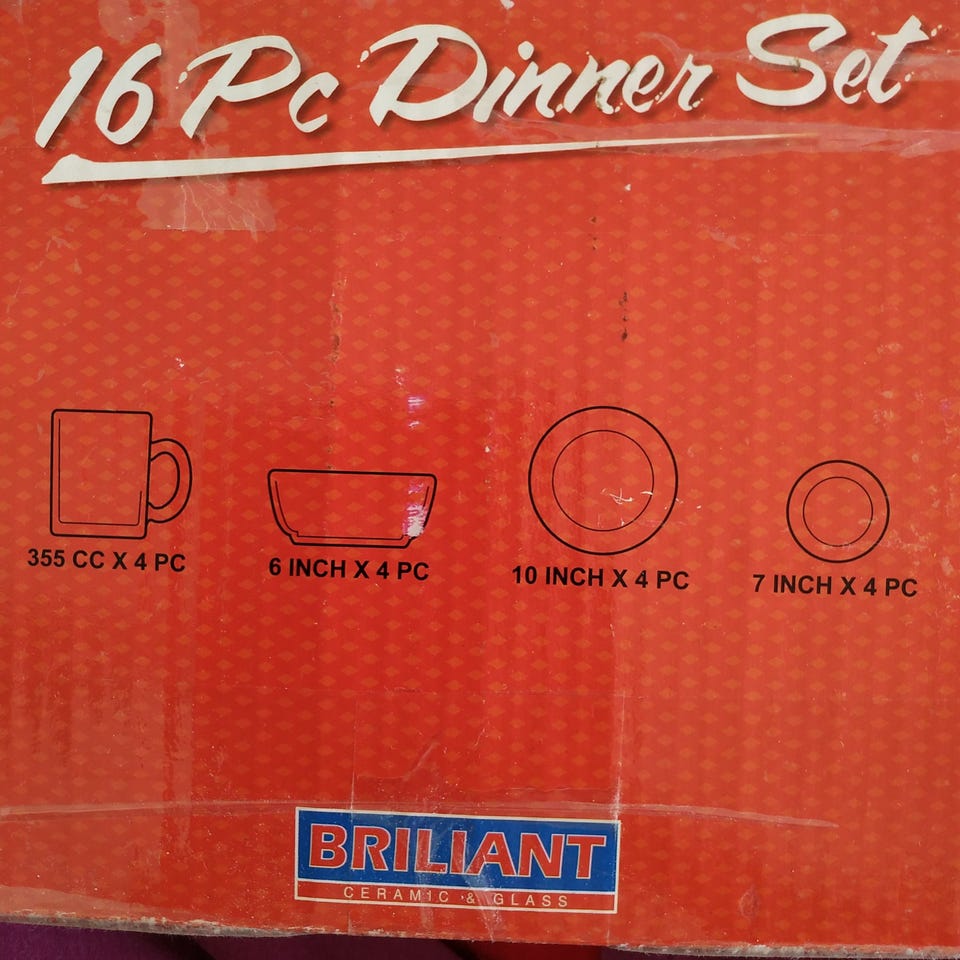 16 Pc Dinner Set
355 CC X 4 PC
6 INCH X 4 PC
10 INCH X 4 PC
7 INCH X 4 PC
BRILIANT
CERAMIC & GLASS